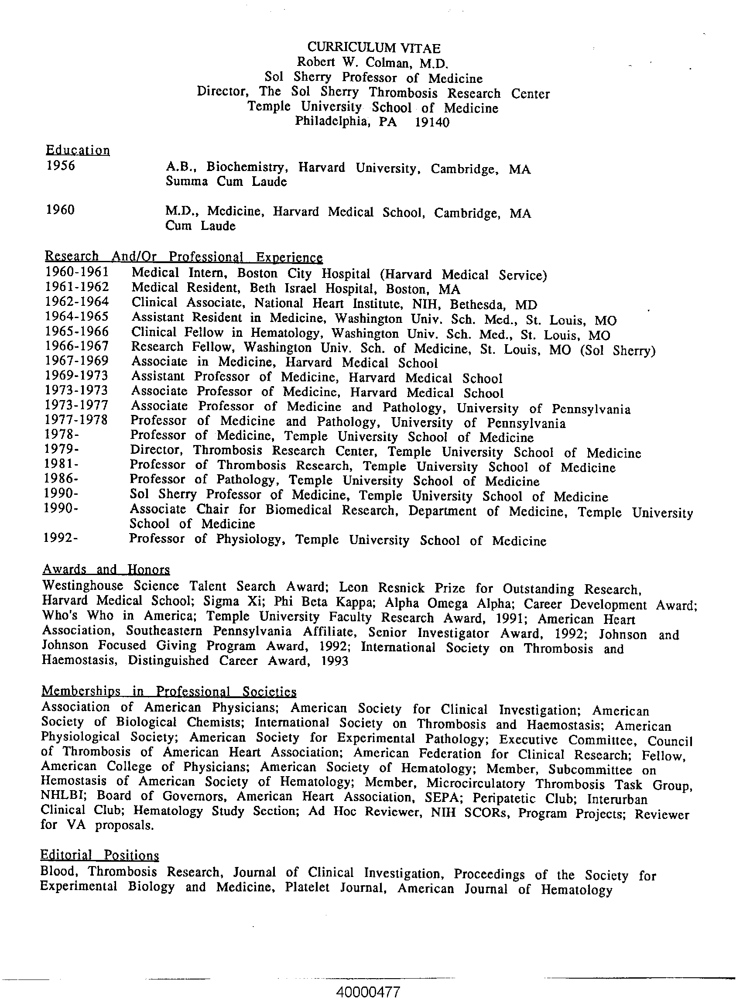 CURRICULUM VITAE
Robert W. Colman, M.D.
Sol Sherry Professor of Medicine
Director, The Sol Sherry Thrombosis Research Center
Temple University School of Medicine
Philadelphia, PA 19140
Education
1956 A.B., Biochemistry, Harvard University, Cambridge, MA
Summa Cum Laude
1960 M.D., Medicine, Harvard Medical School, Cambridge, MA
Cum Laude
Research And/Or Professional Experience
1960-1961 Medical Intern, Boston City Hospital (Harvard Medical Service)
1961-1962 Medical Resident, Beth Israel Hospital, Boston, MA
1962-1964 Clinical Associate, National Heart Institute, NIH, Bethesda, MD
1964-1965 Assistant Resident in Medicine, Washington Univ. Sch. Med., St. Louis, MO
1965-1966 Clinical Fellow in Hematology, Washington Univ. Sch. Med., St. Louis, MO
1966-1967 Research Fellow, Washington Univ. Sch. of Medicine, St. Louis, MO (Sol Sherry)
1967-1969 Associate in Medicine, Harvard Medical School
1969-1973 Assistant Professor of Medicine, Harvard Medical School
1973-1973 Associate Professor of Medicine, Harvard Medical School
1973-1977 Associate Professor of Medicine and Pathology, University of Pennsylvania
1977-1978 Professor of Medicine and Pathology, University of Pennsylvania
1978- Professor of Medicine, Temple University School of Medicine
1979- Director, Thrombosis Research Center, Temple University School of Medicine
1981- Professor of Thrombosis Research, Temple University School of Medicine
1986- Professor of Pathology, Temple University School of Medicine
1990- Sol Sherry Professor of Medicine, Temple University School of Medicine
1990- Associate Chair for Biomedical Research, Department of Medicine, Temple University
School of Medicine
1992- Professor of Physiology, Temple University School of Medicine
Awards and Honors
Westinghouse Science Talent Search Award; Leon Resnick Prize for Outstanding Research,
Harvard Medical School; Sigma Xi; Phi Beta Kappa; Alpha Omega Alpha; Career Development Award;
Who's Who in America; Temple University Faculty Research Award, 1991; American Heart
Association, Southeastern Pennsylvania Affiliate, Senior Investigator Award, 1992; Johnson and
Johnson Focused Giving Program Award, 1992; International Society on Thrombosis and
Haemostasis, Distinguished Career Award, 1993
Memberships in Professional Societies
Association of American Physicians; American Society for Clinical Investigation; American
Society of Biological Chemists; International Society on Thrombosis and Haemostasis; American
Physiological Society; American Society for Experimental Pathology; Executive Committee, Council
of Thrombosis of American Heart Association; American Federation for Clinical Research; Fellow,
American College of Physicians; American Society of Hematology; Member, Subcommittee on
Hemostasis of American Society of Hematology; Member, Microcirculatory Thrombosis Task Group,
NHLBI; Board of Governors, American Heart Association, SEPA; Peripatetic Club; Interurban
Clinical Club; Hematology Study Section; Ad Hoc Reviewer, NIH SCORs, Program Projects; Reviewer
for VA proposals.
Editorial Positions
Blood, Thrombosis Research, Journal of Clinical Investigation, Proceedings of the Society for
Experimental Biology and Medicine, Platelet Journal, American Journal of Hematology
40000477